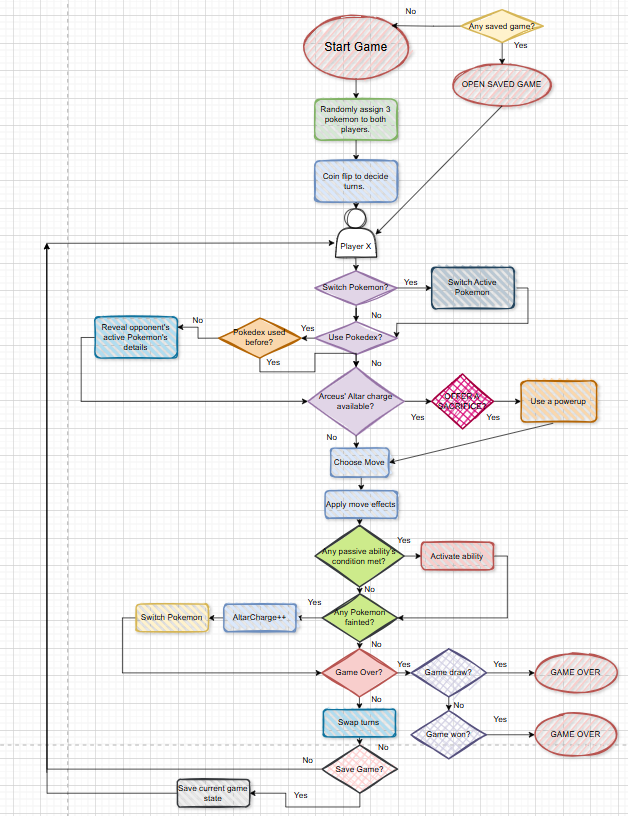 No
Any saved game?
Yes
Start Game
OPEN SAVED GAME
Randomly assign 3
pokemon to both
players.
Coin flip to decide
turns.
Player X
Switch Pokemon?
Yes
Switch Active
Pokemon
No
Reveal opponent's
active Pokemon's
details
No
Pokedex used
before?
Yes
Use Pokedex?
Yes
No
Arceus' Altar charge
available?
Yes
OFFER A
SACRIFICE?
Yes
Use a powerup
No
Choose Move
Apply move effects
Any passive ability's
condition met?
Yes
Activate ability
No
Switch Pokemon
AltarCharge++
Yes
Any Pokemon
fainted?
No
Game Over?
Yes
Game draw?
Yes
GAME OVER
No
No
Swap turns
Game won?
Yes
GAME OVER
No
No
Save Game?
Save current game
state
Yes